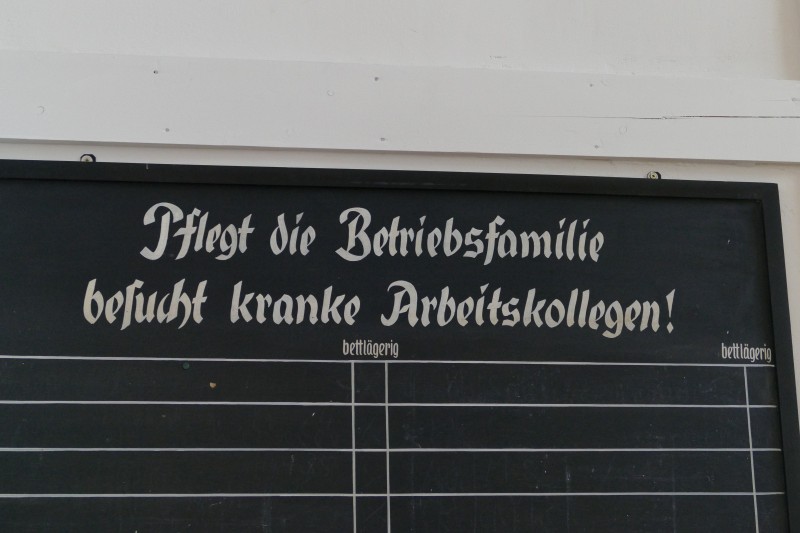 Pflegt die Betriebsfamilie
beſucht kranke Arbeitskollegen!
bettlägerig bettlägerig